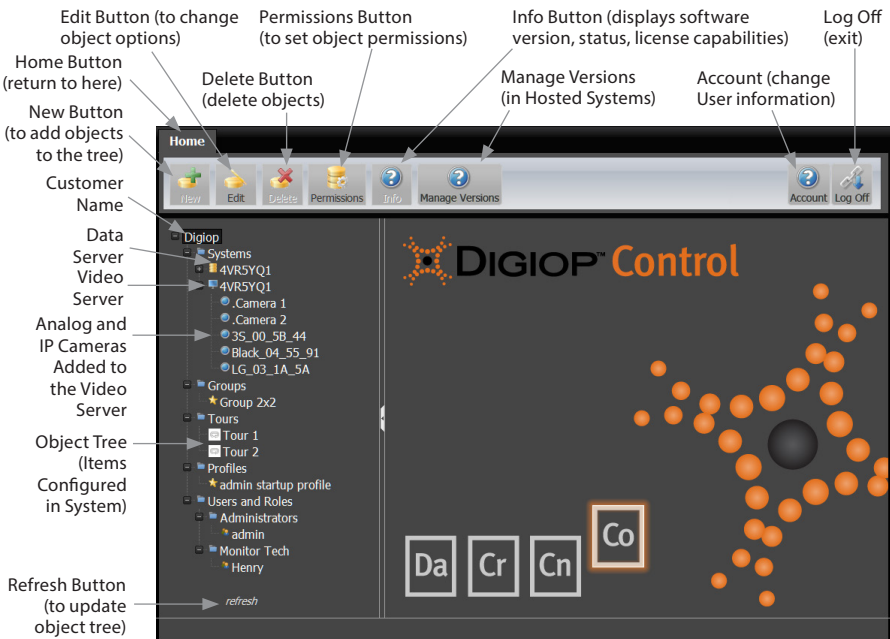 Edit Button (to change
object options)
Permissions Button
(to set object permissions)
Info Button (displays software
version, status, license capabilities)
Log Off
(exit)
Home Button
(return to here)
Delete Button
(delete objects)
Manage Versions
(in Hosted Systems)
Account (change
User information)
New Button
(to add objects
to the tree)
Home
New
Edit
Delete
Permissions
Info
Manage Versions
Account
Log Off
Customer
Name
Data
Server
Video
Server
Analog and
IP Cameras
Added to
the Video
Server
Object Tree
(Items
Configured
in System)
Refresh Button
(to update
object tree)
Digiop
Systems
4VR5YQ1
4VR5YQ1
.Camera 1
.Camera 2
3S_00_5B_44
Black_04_55_91
LG_03_1A_5A
Groups
Group 2x2
Tours
Tour 1
Tour 2
Profiles
admin startup profile
Users and Roles
Administrators
admin
Monitor Tech
Henry
refresh
DIGIOP™ Control
Da
Cr
Cn
Co